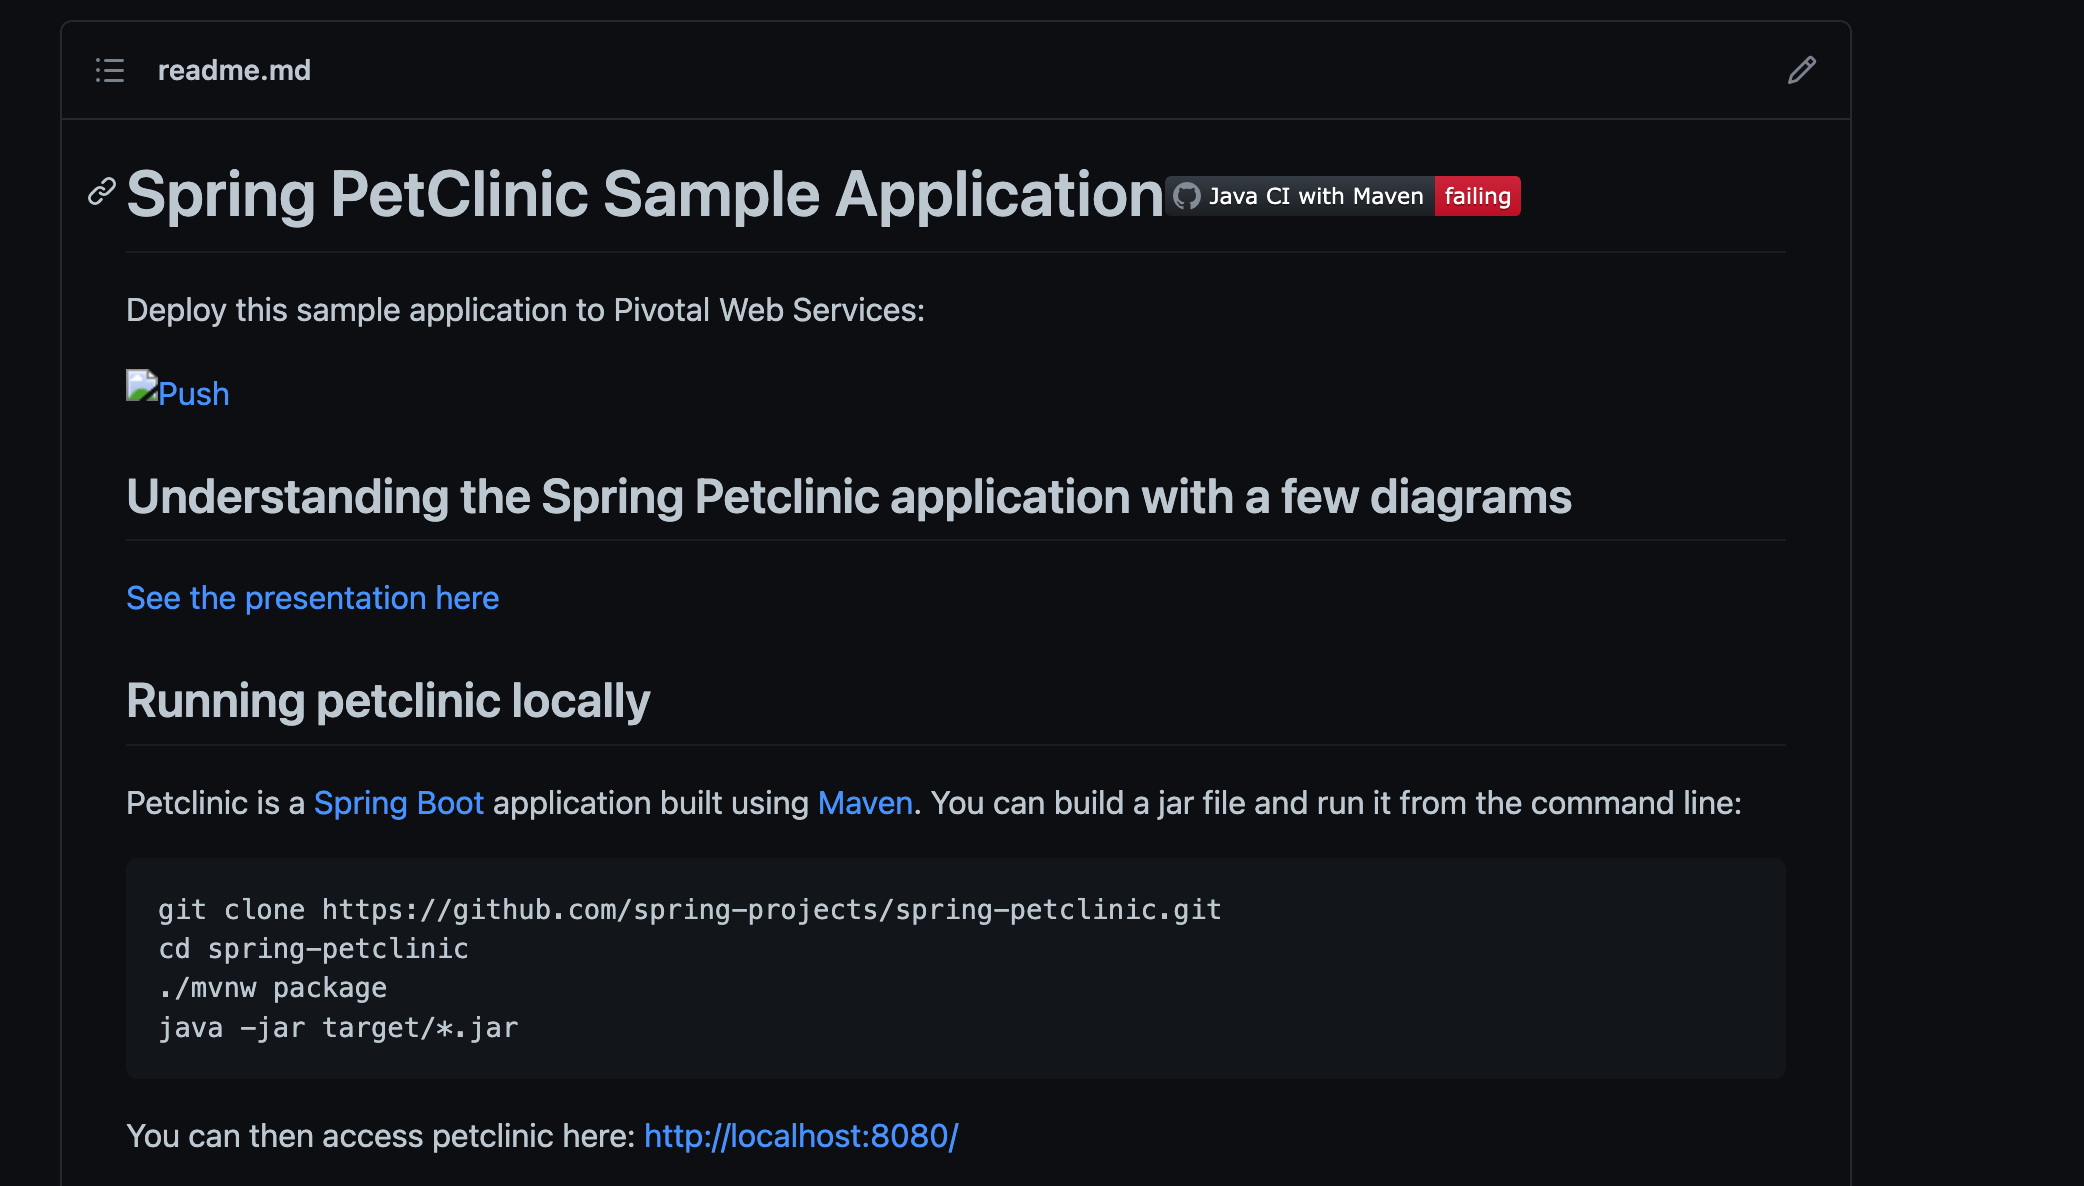 readme.md
Spring PetClinic Sample Application Java CI with Maven failing
Deploy this sample application to Pivotal Web Services:
Push
Understanding the Spring Petclinic application with a few diagrams
See the presentation here
Running petclinic locally
Petclinic is a Spring Boot application built using Maven. You can build a jar file and run it from the command line:
git clone https://github.com/spring-projects/spring-petclinic.git
cd spring-petclinic
./mvnw package
java -jar target/*.jar
You can then access petclinic here: http://localhost:8080/